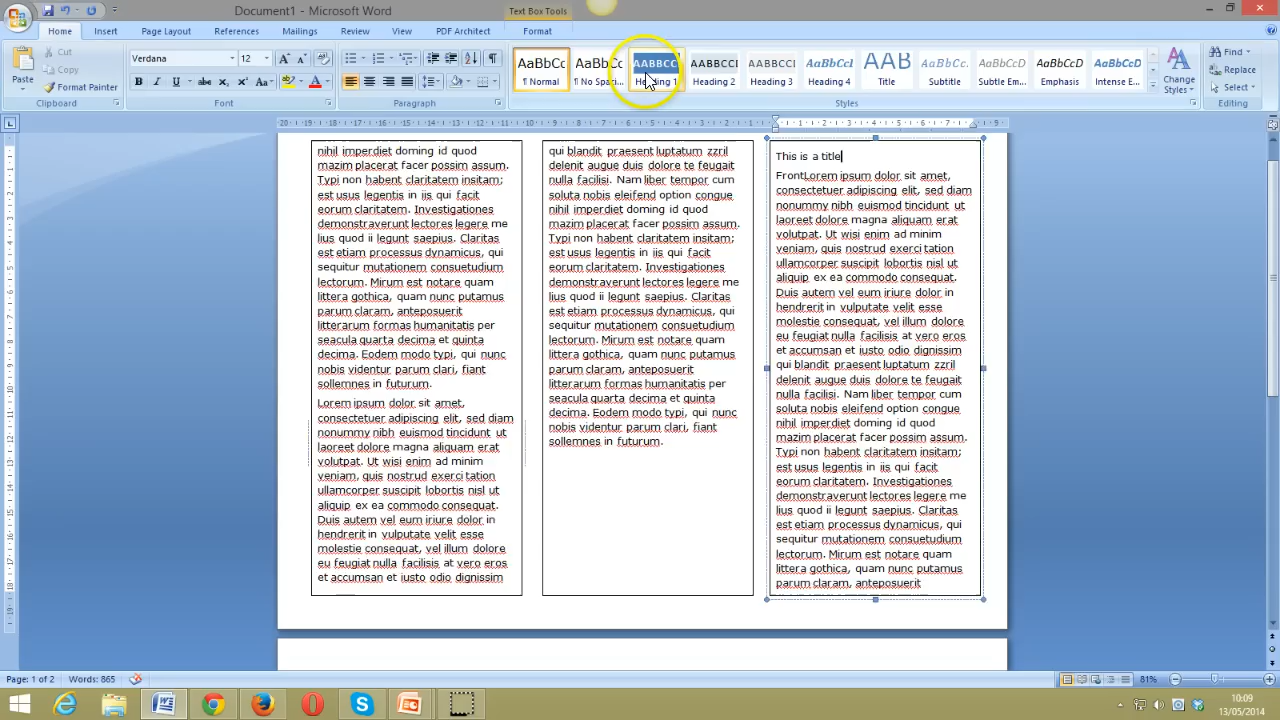 Document1 - Microsoft Word
Text Box Tools
Home
Insert
Page Layout
References
Mailings
Review
View
PDF Architect
Format
Paste
Cut
Copy
Format Painter
Clipboard
Verdana
12
Font
Paragraph
AaBbCc
¶ Normal
AaBbCc
¶ No Spaci...
AABBCC
Heading 1
AABBCCI
Heading 2
AABBCCI
Heading 3
AaBbCcI
Heading 4
AAB
Title
AaBbCc.
Subtitle
AaBbCcD
Subtle Em...
AaBbCcD
Emphasis
AaBbCcDc
Intense E...
Change
Styles
Styles
Find
Replace
Select
Editing
nihil imperdiet doming id quod
mazim placerat facer possim assum.
Typi non habent claritatem insitam;
est usus legentis in iis qui facit
eorum claritatem. Investigationes
demonstraverunt lectores legere me
lius quod ii legunt saepius. Claritas
est etiam processus dynamicus, qui
sequitur mutationem consuetudium
lectorum. Mirum est notare quam
littera gothica, quam nunc putamus
parum claram, anteposuerit
litterarum formas humanitatis per
seacula quarta decima et quinta
decima. Eodem modo typi, qui nunc
nobis videntur parum clari, fiant
sollemnes in futurum.
Lorem ipsum dolor sit amet,
consectetuer adipiscing elit, sed diam
nonummy nibh euismod tincidunt ut
laoreet dolore magna aliquam erat
volutpat. Ut wisi enim ad minim
veniam, quis nostrud exerci tation
ullamcorper suscipit lobortis nisl ut
aliquip ex ea commodo consequat.
Duis autem vel eum iriure dolor in
hendrerit in vulputate velit esse
molestie consequat, vel illum dolore
eu feugiat nulla facilisis at vero eros
et accumsan et iusto odio dignissim
qui blandit praesent luptatum zzril
delenit augue duis dolore te feugait
nulla facilisi. Nam liber tempor cum
soluta nobis eleifend option congue
nihil imperdiet doming id quod
mazim placerat facer possim assum.
Typi non habent claritatem insitam;
est usus legentis in iis qui facit
eorum claritatem. Investigationes
demonstraverunt lectores legere me
lius quod ii legunt saepius. Claritas
est etiam processus dynamicus, qui
sequitur mutationem consuetudium
lectorum. Mirum est notare quam
littera gothica, quam nunc putamus
parum claram, anteposuerit
litterarum formas humanitatis per
seacula quarta decima et quinta
decima. Eodem modo typi, qui nunc
nobis videntur parum clari, fiant
sollemnes in futurum.
This is a title
FrontLorem ipsum dolor sit amet,
consectetuer adipiscing elit, sed diam
nonummy nibh euismod tincidunt ut
laoreet dolore magna aliquam erat
volutpat. Ut wisi enim ad minim
veniam, quis nostrud exerci tation
ullamcorper suscipit lobortis nisl ut
aliquip ex ea commodo consequat.
Duis autem vel eum iriure dolor in
hendrerit in vulputate velit esse
molestie consequat, vel illum dolore
eu feugiat nulla facilisis at vero eros
et accumsan et iusto odio dignissim
qui blandit praesent luptatum zzril
delenit augue duis dolore te feugait
nulla facilisi. Nam liber tempor cum
soluta nobis eleifend option congue
nihil imperdiet doming id quod
mazim placerat facer possim assum.
Typi non habent claritatem insitam;
est usus legentis in iis qui facit
eorum claritatem. Investigationes
demonstraverunt lectores legere me
lius quod ii legunt saepius. Claritas
est etiam processus dynamicus, qui
sequitur mutationem consuetudium
lectorum. Mirum est notare quam
littera gothica, quam nunc putamus
parum claram, anteposuerit
Page: 1 of 2
Words: 865
81%
10:09
13/05/2014